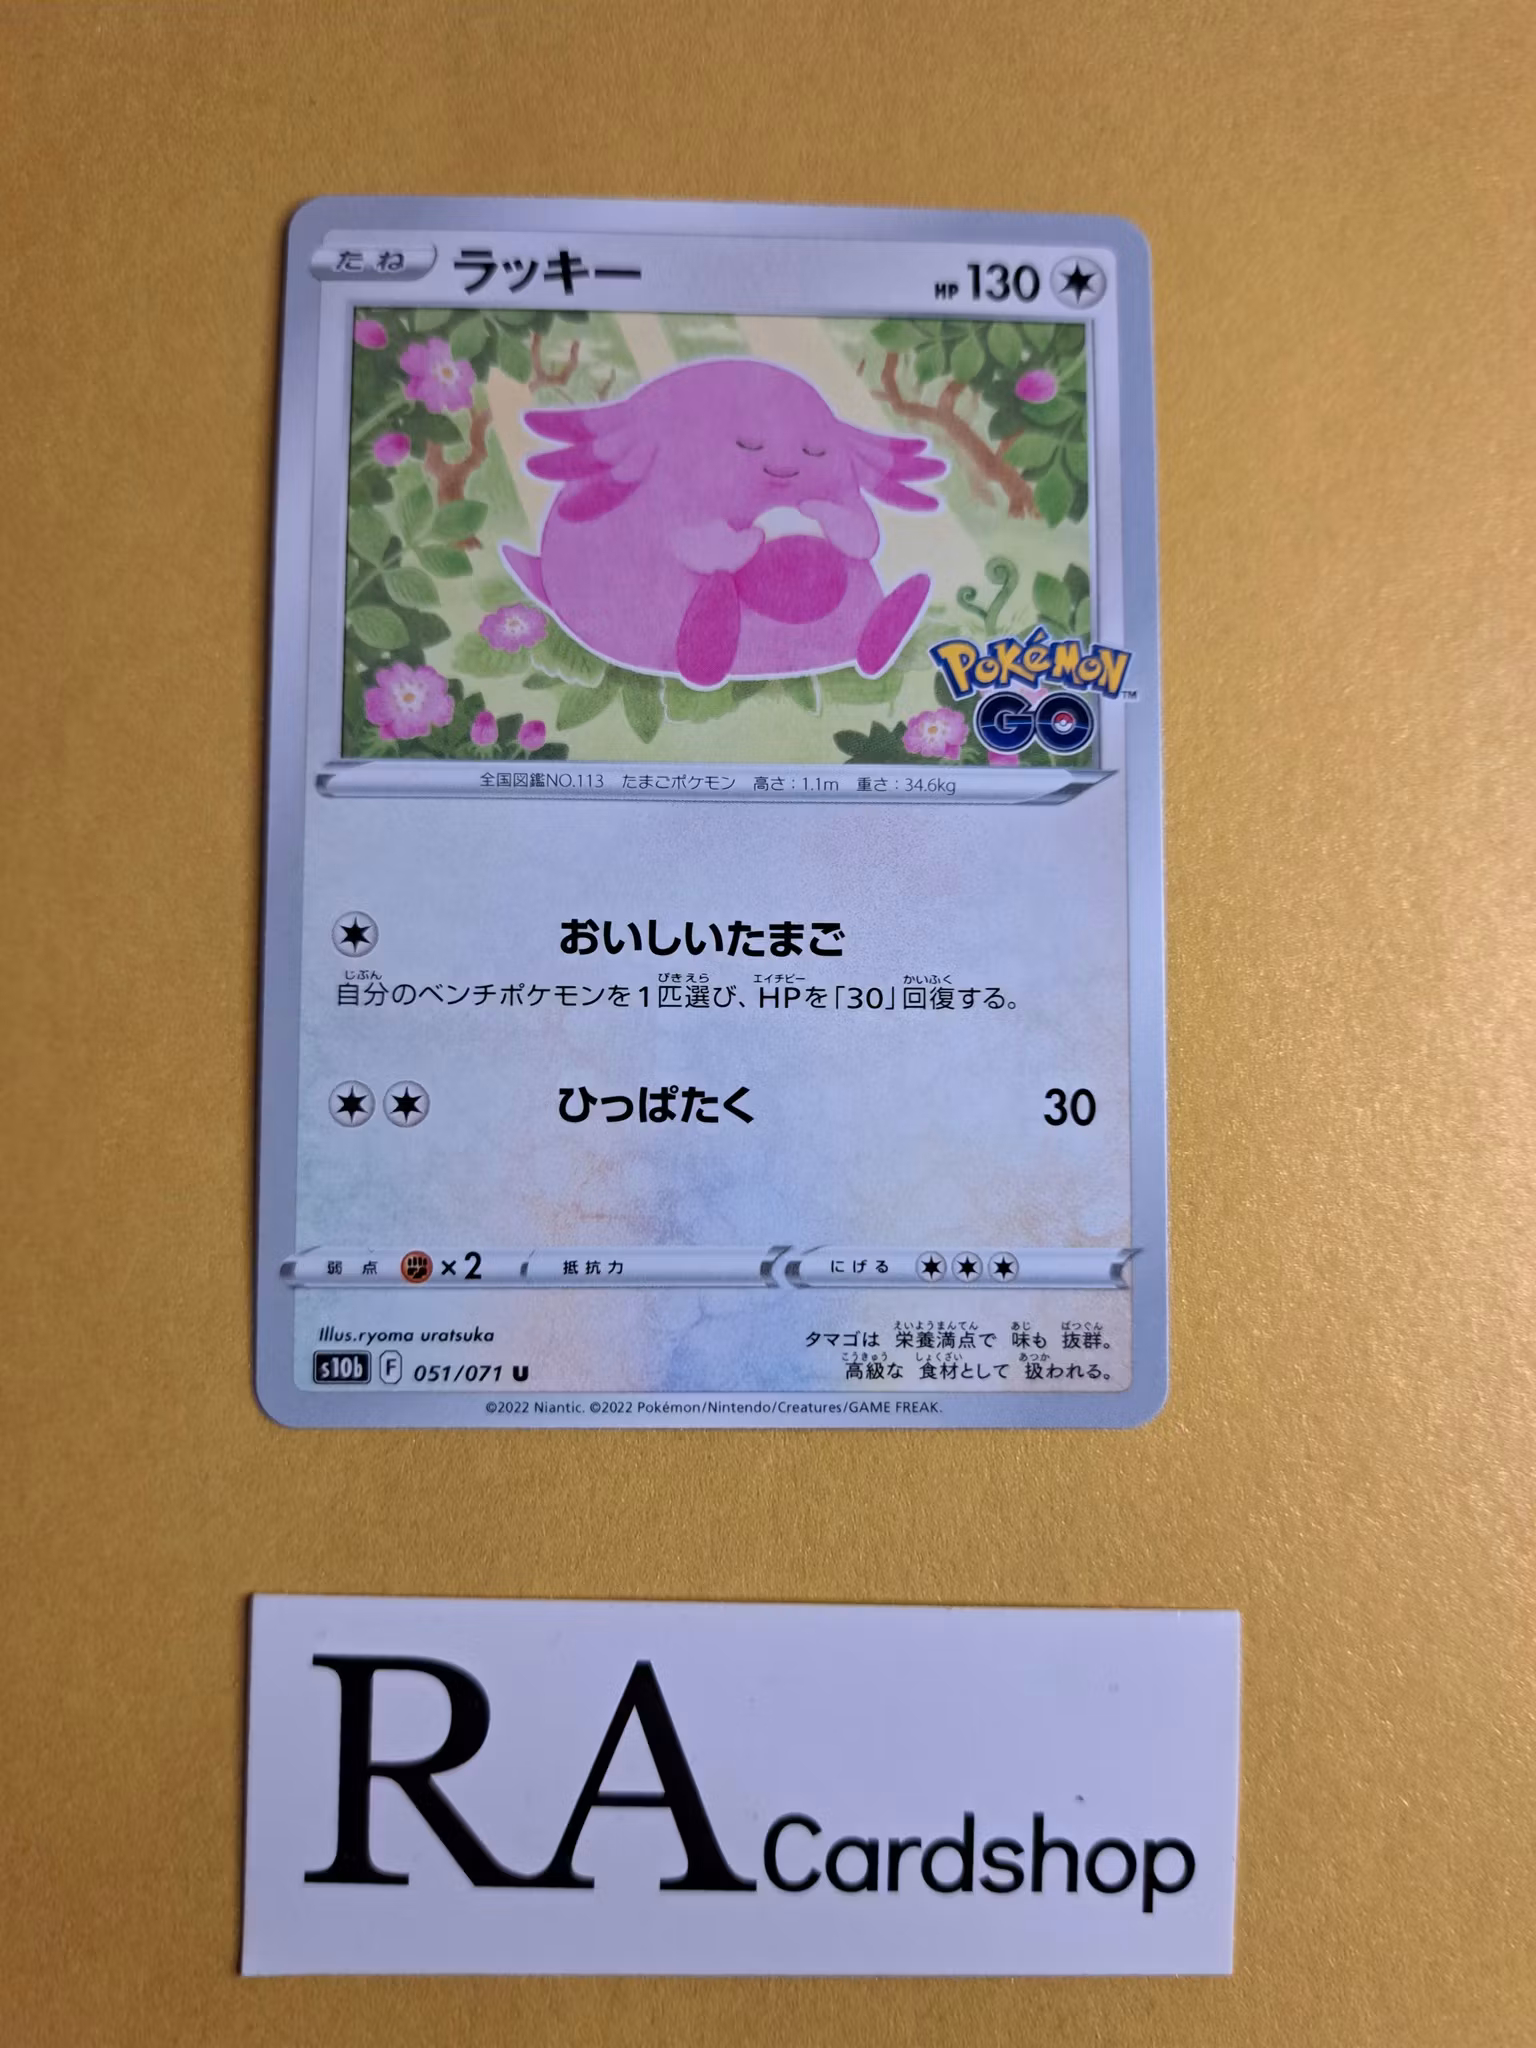 たね ラッキー HP 130
POKéMON™
GO
全国図鑑NO.113 たまごポケモン 高さ：1.1m 重さ：34.6kg
おいしいたまご
自分のベンチポケモンを1匹選び、HPを「30」回復する。
ひっぱたく 30
弱点 ×2 抵抗力 にげる
Illus.ryoma uratsuka
s10b F 051/071 U
タマゴは 栄養満点で 味も 抜群。
高級な 食材として 扱われる。
©2022 Niantic. ©2022 Pokémon/Nintendo/Creatures/GAME FREAK.
RA Cardshop